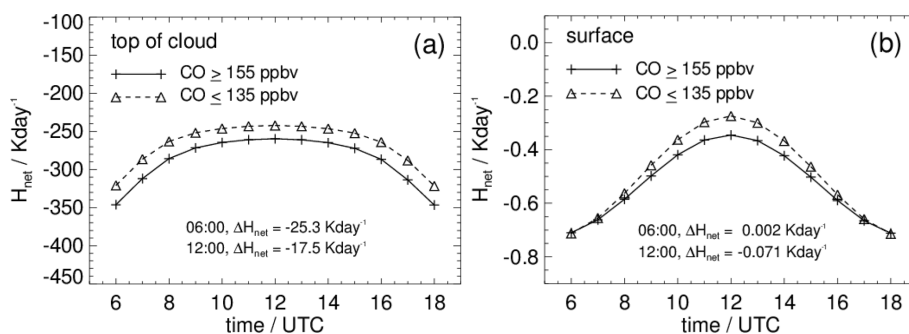 top of cloud
(a)
CO ≥ 155 ppbv
CO ≤ 135 ppbv
-100
-150
-200
-250
-300
-350
-400
-450
H_net / Kday⁻¹
06:00, ΔH_net = -25.3 Kday⁻¹
12:00, ΔH_net = -17.5 Kday⁻¹
6 8 10 12 14 16 18
time / UTC
surface
(b)
CO ≥ 155 ppbv
CO ≤ 135 ppbv
0.0
-0.2
-0.4
-0.6
-0.8
H_net / Kday⁻¹
06:00, ΔH_net = 0.002 Kday⁻¹
12:00, ΔH_net = -0.071 Kday⁻¹
6 8 10 12 14 16 18
time / UTC